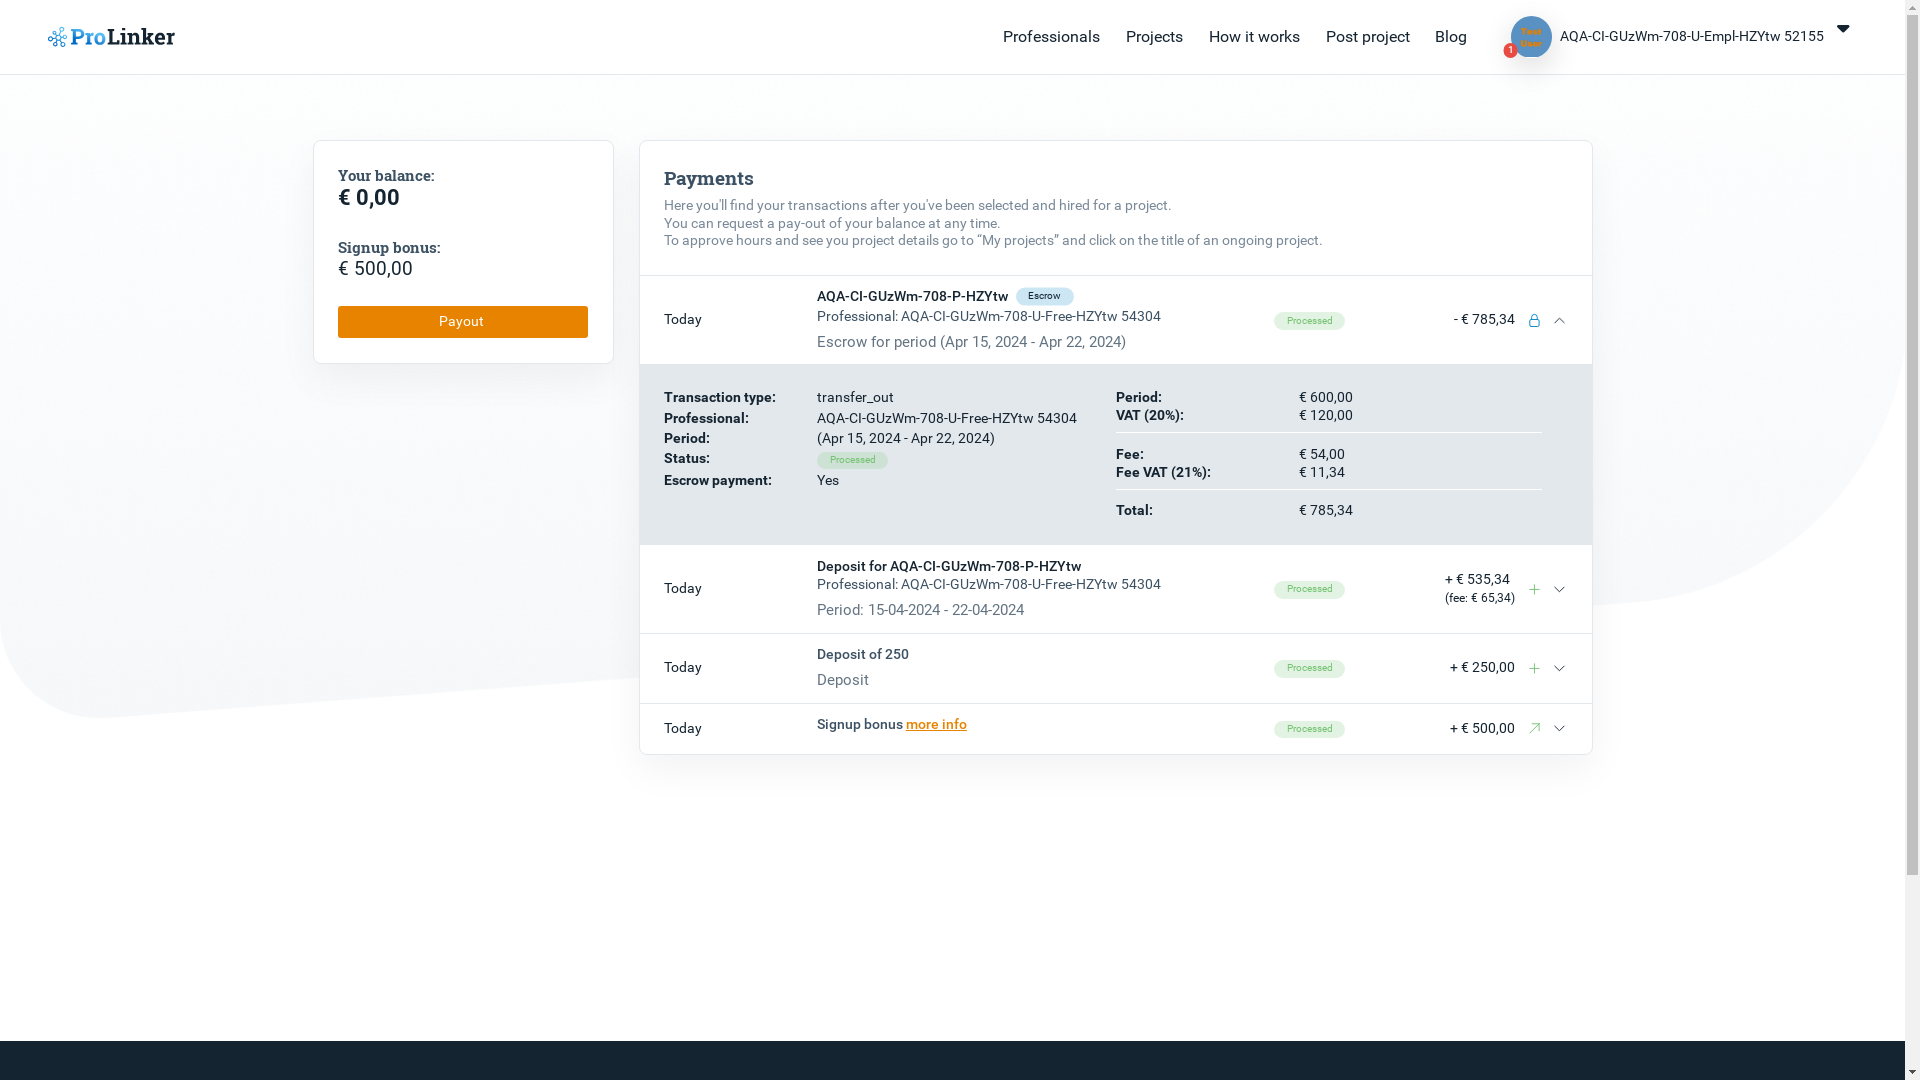 ProLinker
Professionals
Projects
How it works
Post project
Blog
Test
User
1
AQA-CI-GUzWm-708-U-Empl-HZYtw 52155
Your balance:
€ 0,00
Signup bonus:
€ 500,00
Payout
Payments
Here you'll find your transactions after you've been selected and hired for a project.
You can request a pay-out of your balance at any time.
To approve hours and see you project details go to “My projects” and click on the title of an ongoing project.
Today
AQA-CI-GUzWm-708-P-HZYtw Escrow
Professional: AQA-CI-GUzWm-708-U-Free-HZYtw 54304
Escrow for period (Apr 15, 2024 - Apr 22, 2024)
Processed
- € 785,34
Transaction type: transfer_out
Professional: AQA-CI-GUzWm-708-U-Free-HZYtw 54304
Period: (Apr 15, 2024 - Apr 22, 2024)
Status: Processed
Escrow payment: Yes
Period: € 600,00
VAT (20%): € 120,00
Fee: € 54,00
Fee VAT (21%): € 11,34
Total: € 785,34
Today
Deposit for AQA-CI-GUzWm-708-P-HZYtw
Professional: AQA-CI-GUzWm-708-U-Free-HZYtw 54304
Period: 15-04-2024 - 22-04-2024
Processed
+ € 535,34
(fee: € 65,34)
Today
Deposit of 250
Deposit
Processed
+ € 250,00
Today
Signup bonus more info
Processed
+ € 500,00